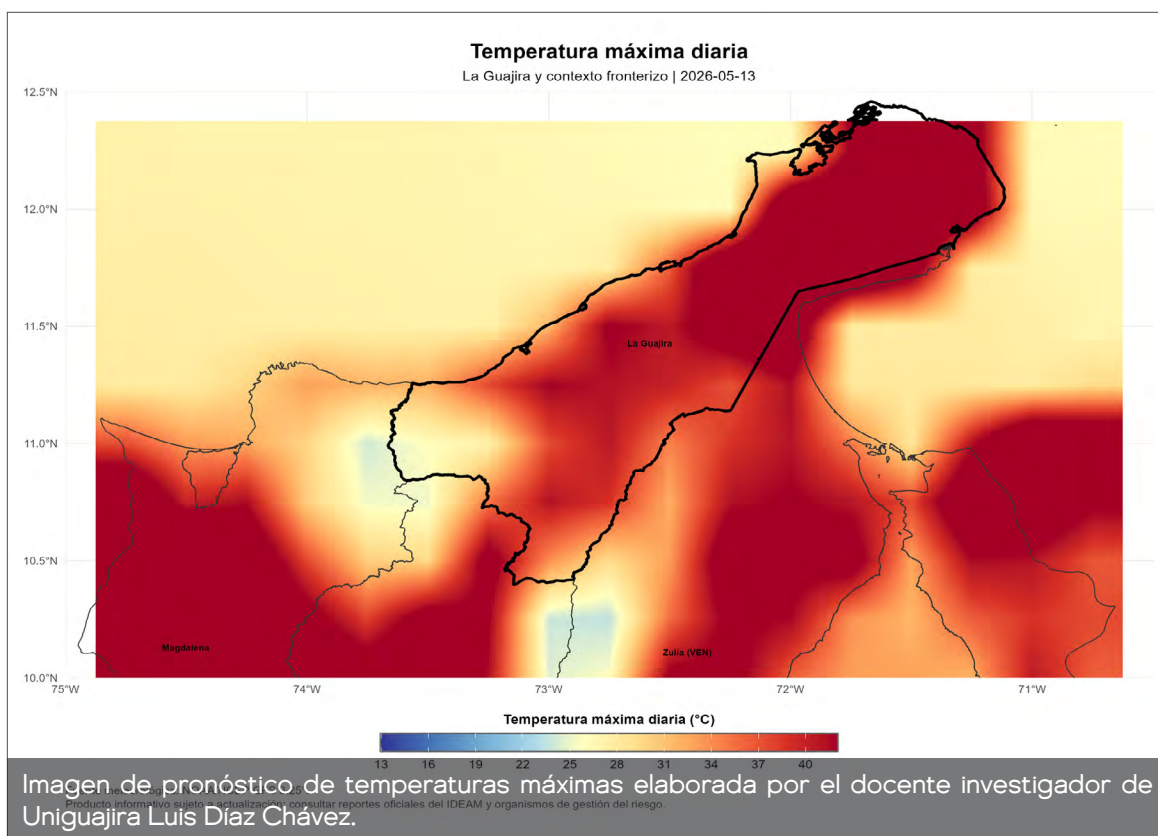 Temperatura máxima diaria
La Guajira y contexto fronterizo | 2026-05-13
12.5°N
12.0°N
11.5°N
11.0°N
10.5°N
10.0°N
La Guajira
Magdalena
Zulia (VEN)
75°W 74°W 73°W 72°W 71°W
Temperatura máxima diaria (°C)
13 16 19 22 25 28 31 34 37 40
Producto informativo sujeto a actualización; consultar reportes oficiales del IDEAM y organismos de gestión del riesgo.
Imagen de pronóstico de temperaturas máximas elaborada por el docente investigador de
Uniguajira Luis Díaz Chávez.